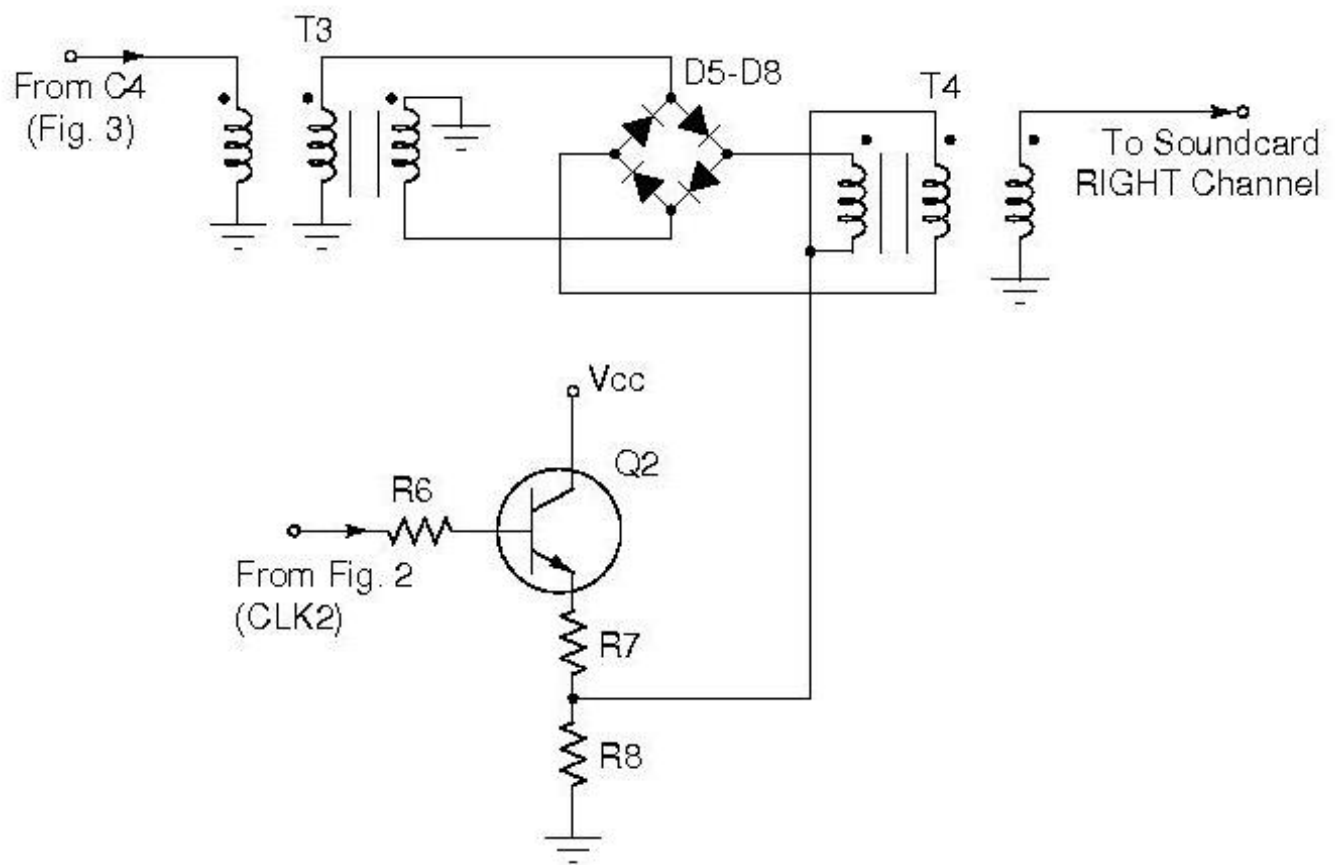 T3
From C4
(Fig. 3)
D5-D8
T4
To Soundcard
RIGHT Channel
Vcc
Q2
R6
From Fig. 2
(CLK2)
R7
R8